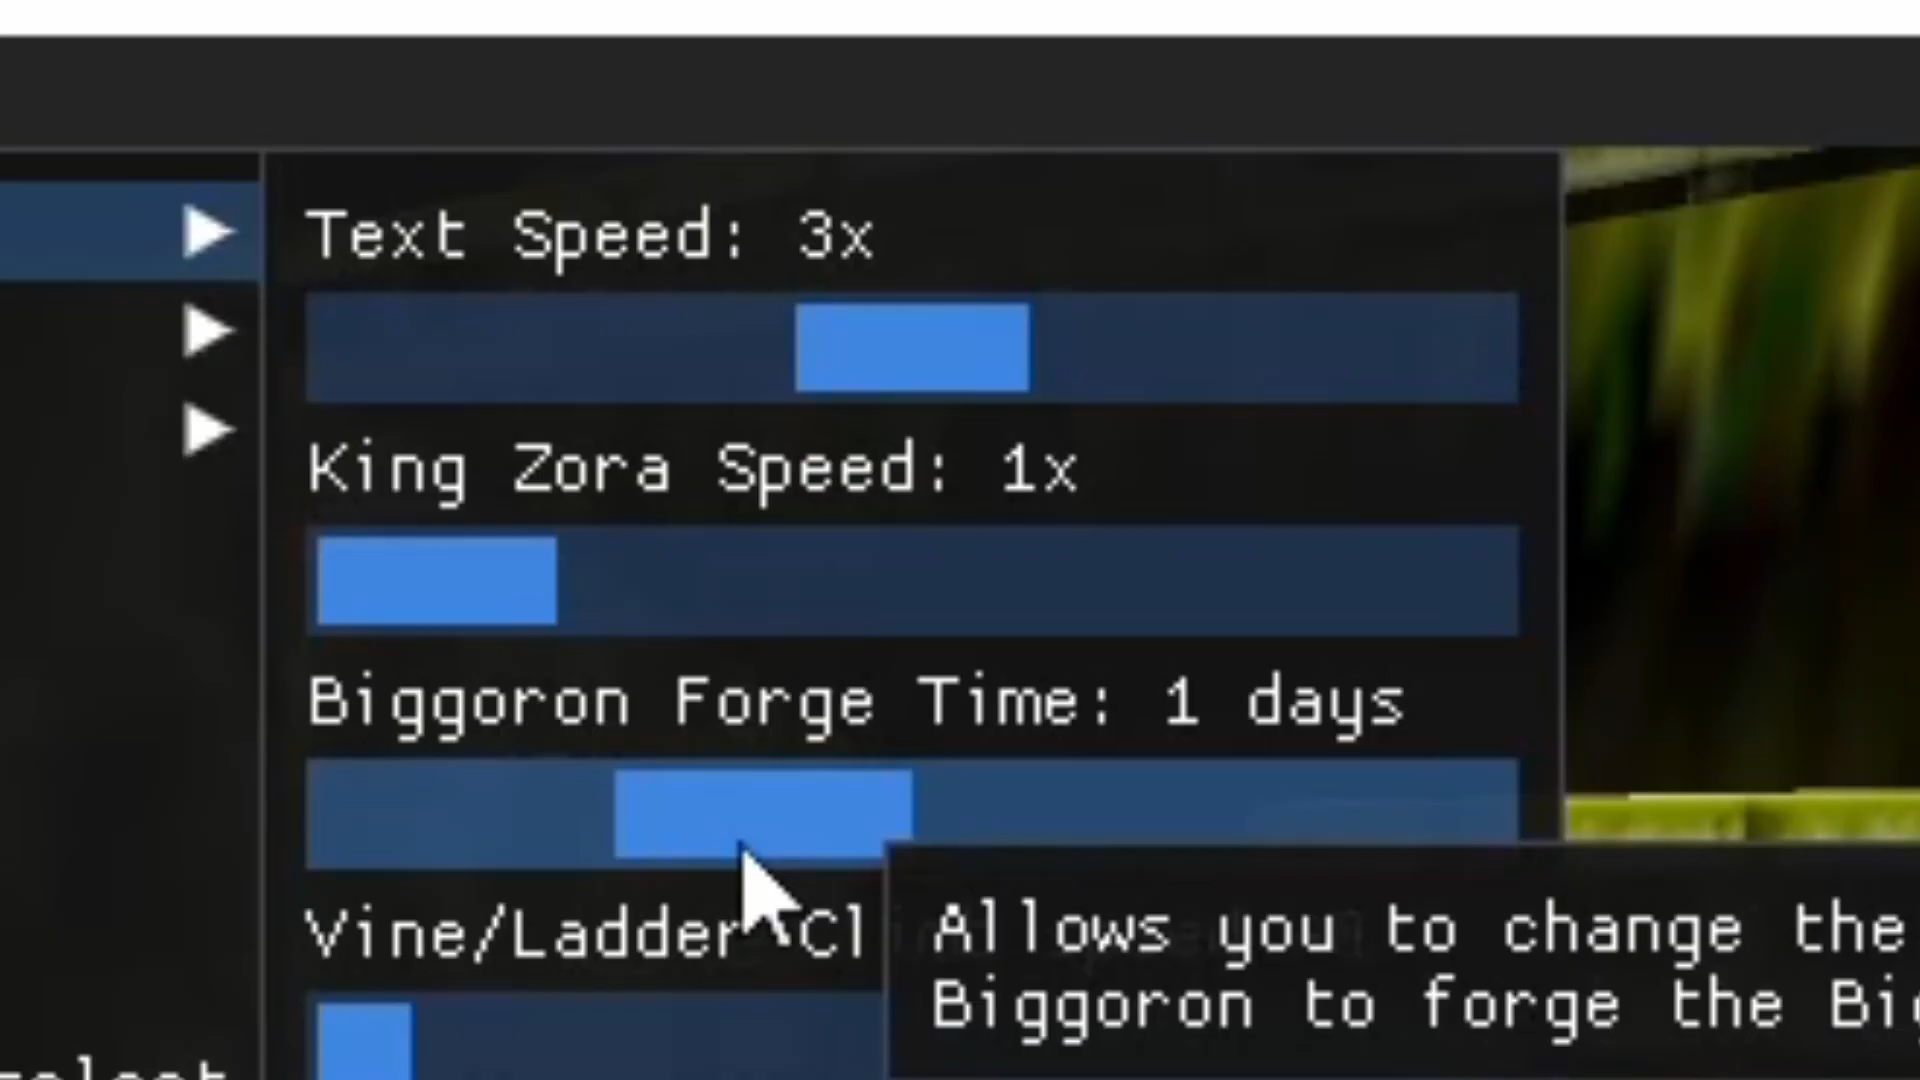 Text Speed: 3x
King Zora Speed: 1x
Biggoron Forge Time: 1 days
Vine/Ladder Cl
Allows you to change the
Biggoron to forge the Big